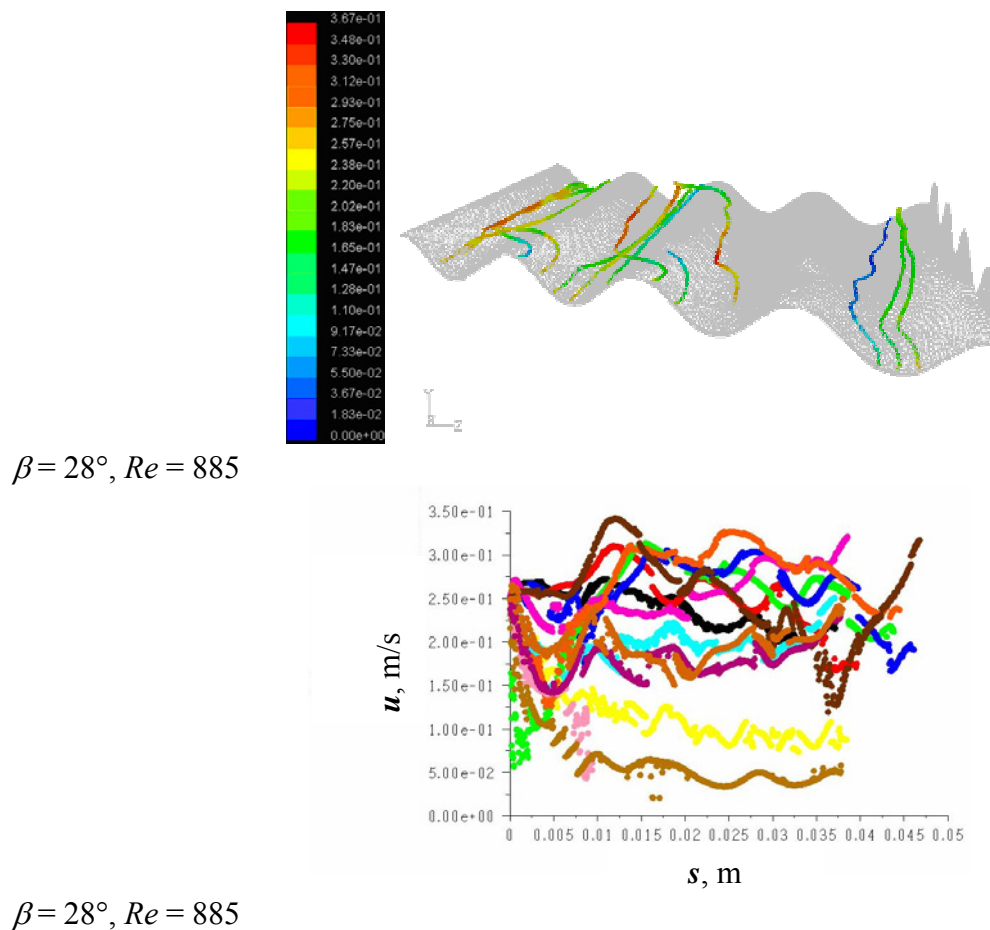 3.67e-01
3.48e-01
3.30e-01
3.12e-01
2.93e-01
2.75e-01
2.57e-01
2.38e-01
2.20e-01
2.02e-01
1.83e-01
1.65e-01
1.47e-01
1.28e-01
1.10e-01
9.17e-02
7.33e-02
5.50e-02
3.67e-02
1.83e-02
0.00e+00
Z
β = 28°, Re = 885
3.50e-01
3.00e-01
2.50e-01
2.00e-01
1.50e-01
1.00e-01
5.00e-02
0.00e+00
u, m/s
0 0.005 0.01 0.015 0.02 0.025 0.03 0.035 0.04 0.045 0.05
s, m
β = 28°, Re = 885